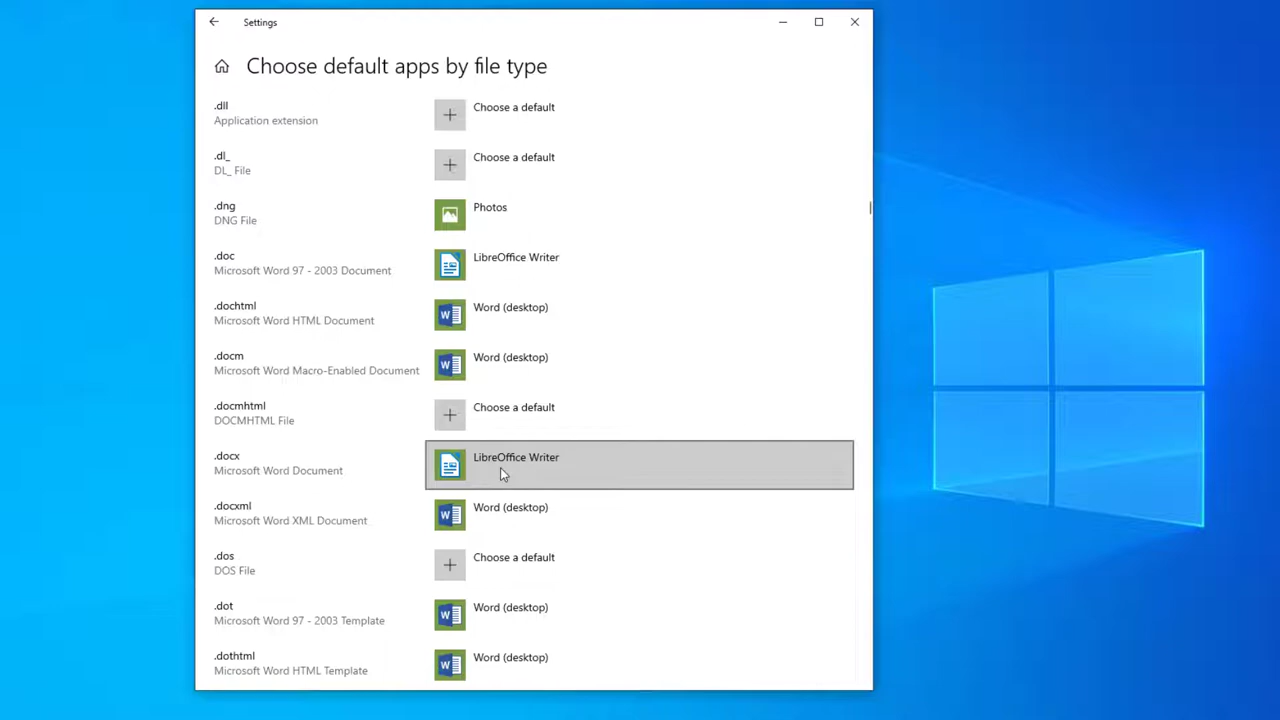 Settings
Choose default apps by file type
.dll
Application extension
Choose a default
.dl_
DL_ File
Choose a default
.dng
DNG File
Photos
.doc
Microsoft Word 97 - 2003 Document
LibreOffice Writer
.dochtml
Microsoft Word HTML Document
Word (desktop)
.docm
Microsoft Word Macro-Enabled Document
Word (desktop)
.docmhtml
DOCMHTML File
Choose a default
.docx
Microsoft Word Document
LibreOffice Writer
.docxml
Microsoft Word XML Document
Word (desktop)
.dos
DOS File
Choose a default
.dot
Microsoft Word 97 - 2003 Template
Word (desktop)
.dothtml
Microsoft Word HTML Template
Word (desktop)